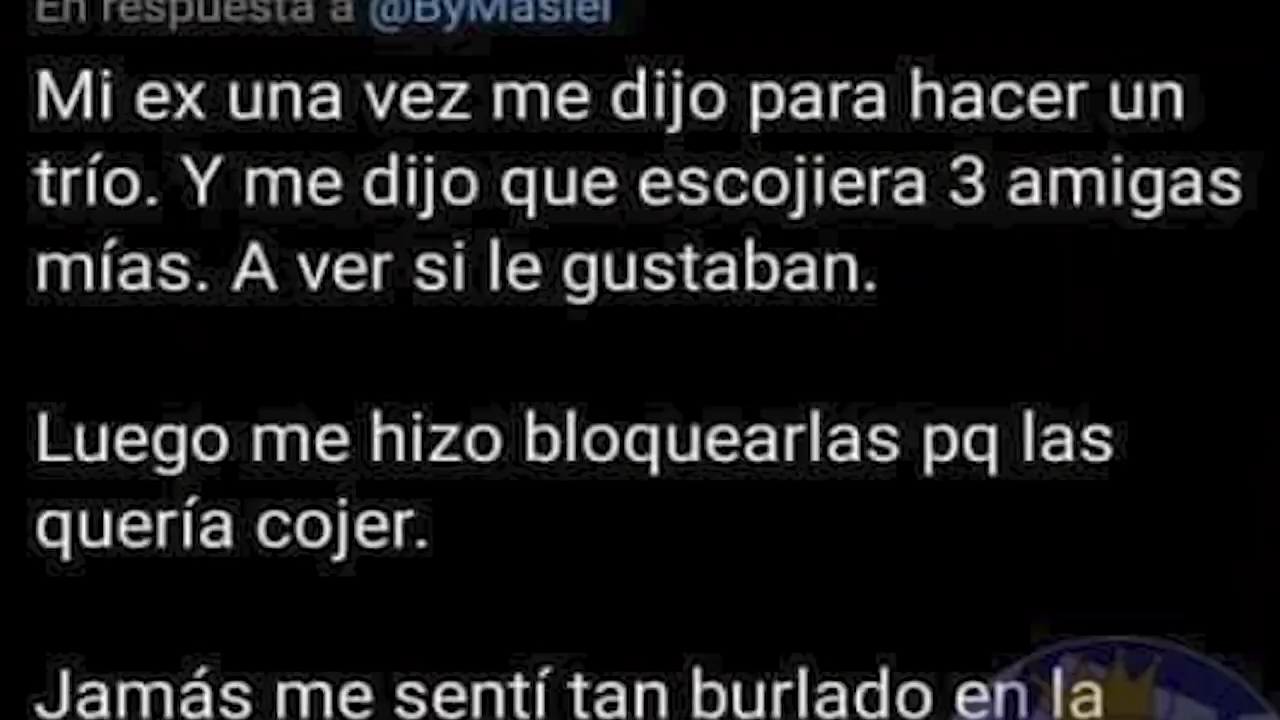 En respuesta a @ByMasiel
Mi ex una vez me dijo para hacer un
trío. Y me dijo que escojiera 3 amigas
mías. A ver si le gustaban.
Luego me hizo bloquearlas pq las
quería cojer.
Jamás me sentí tan burlado en la